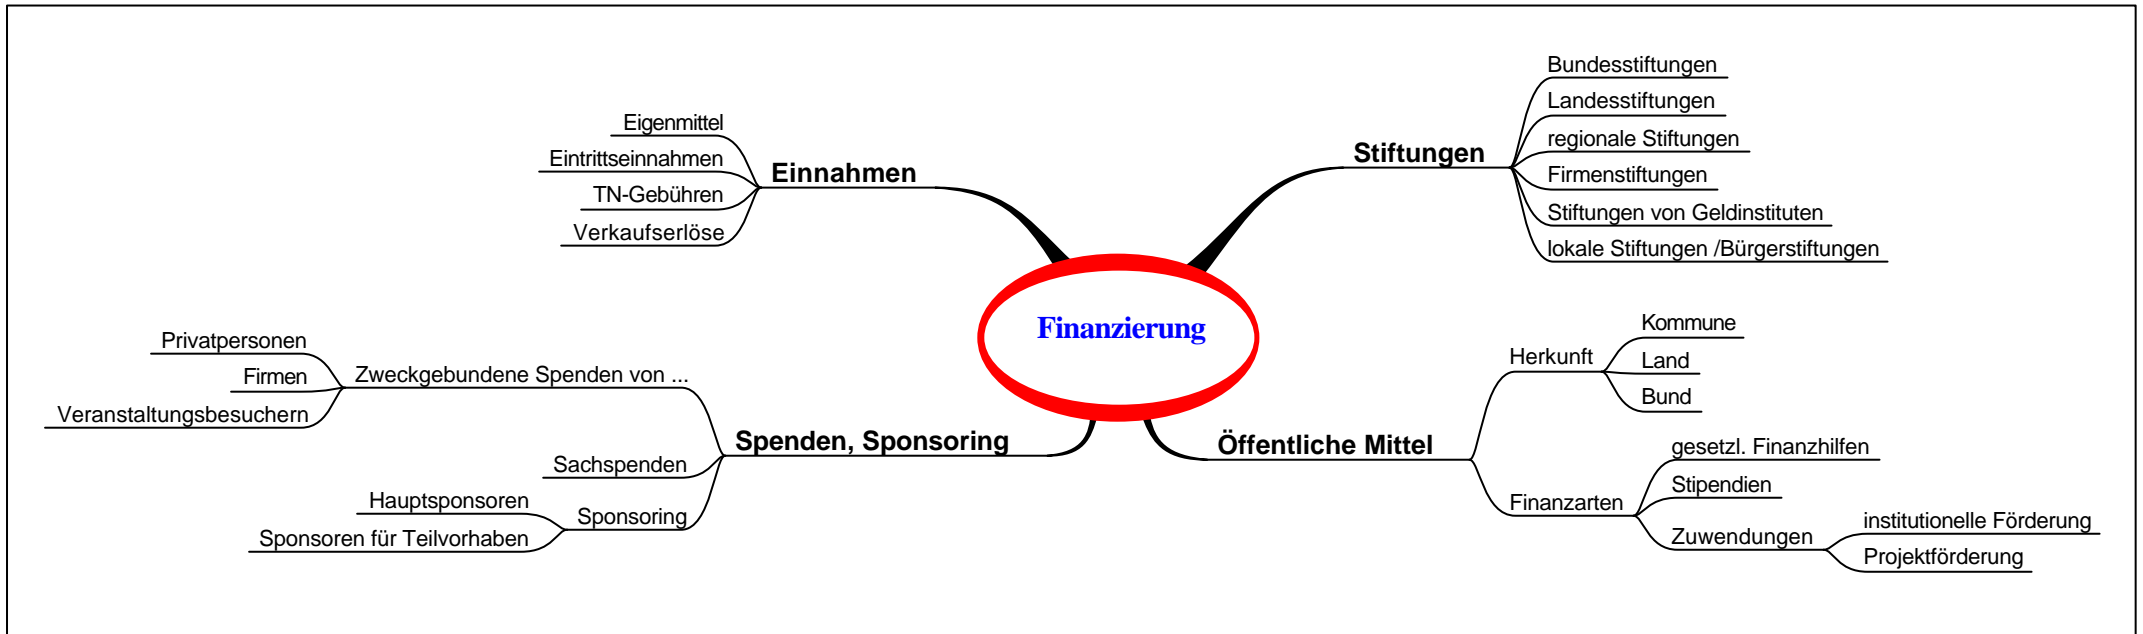 Finanzierung
Einnahmen
Eigenmittel
Eintrittseinnahmen
TN-Gebühren
Verkaufserlöse
Stiftungen
Bundesstiftungen
Landesstiftungen
regionale Stiftungen
Firmenstiftungen
Stiftungen von Geldinstituten
lokale Stiftungen /Bürgerstiftungen
Spenden, Sponsoring
Zweckgebundene Spenden von ...
Privatpersonen
Firmen
Veranstaltungsbesuchern
Sachspenden
Sponsoring
Hauptsponsoren
Sponsoren für Teilvorhaben
Öffentliche Mittel
Herkunft
Kommune
Land
Bund
Finanzarten
gesetzl. Finanzhilfen
Stipendien
Zuwendungen
institutionelle Förderung
Projektförderung